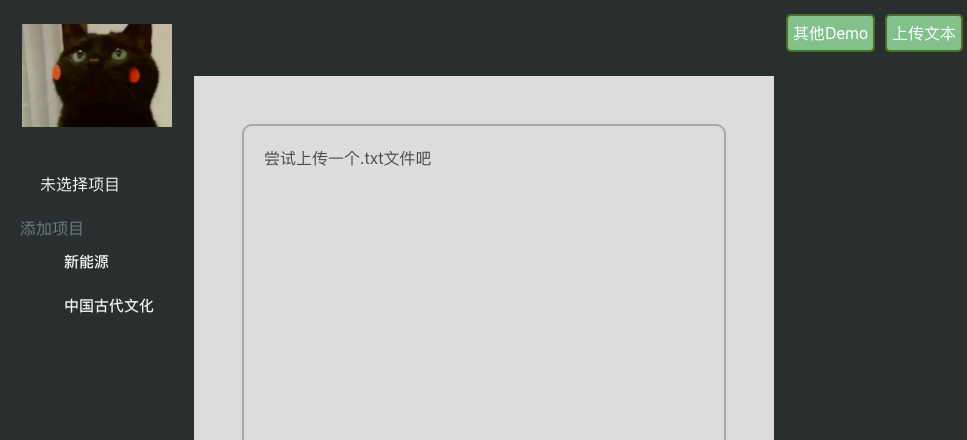 其他Demo
上传文本
未选择项目
添加项目
新能源
中国古代文化
尝试上传一个.txt文件吧